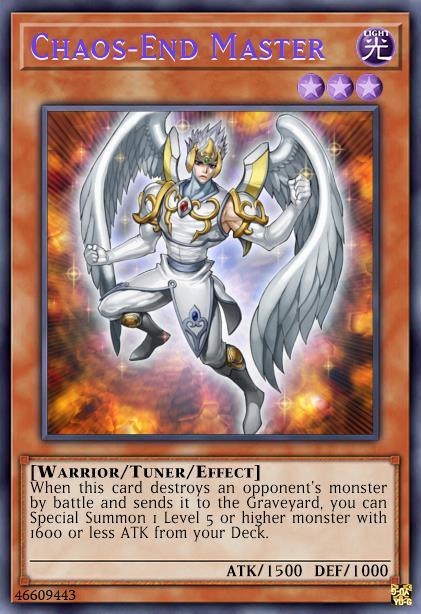 Chaos-End Master
LIGHT
光
[Warrior/Tuner/Effect]
When this card destroys an opponent's monster
by battle and sends it to the Graveyard, you can
Special Summon 1 Level 5 or higher monster with
1600 or less ATK from your Deck.
ATK/1500 DEF/1000
46609443